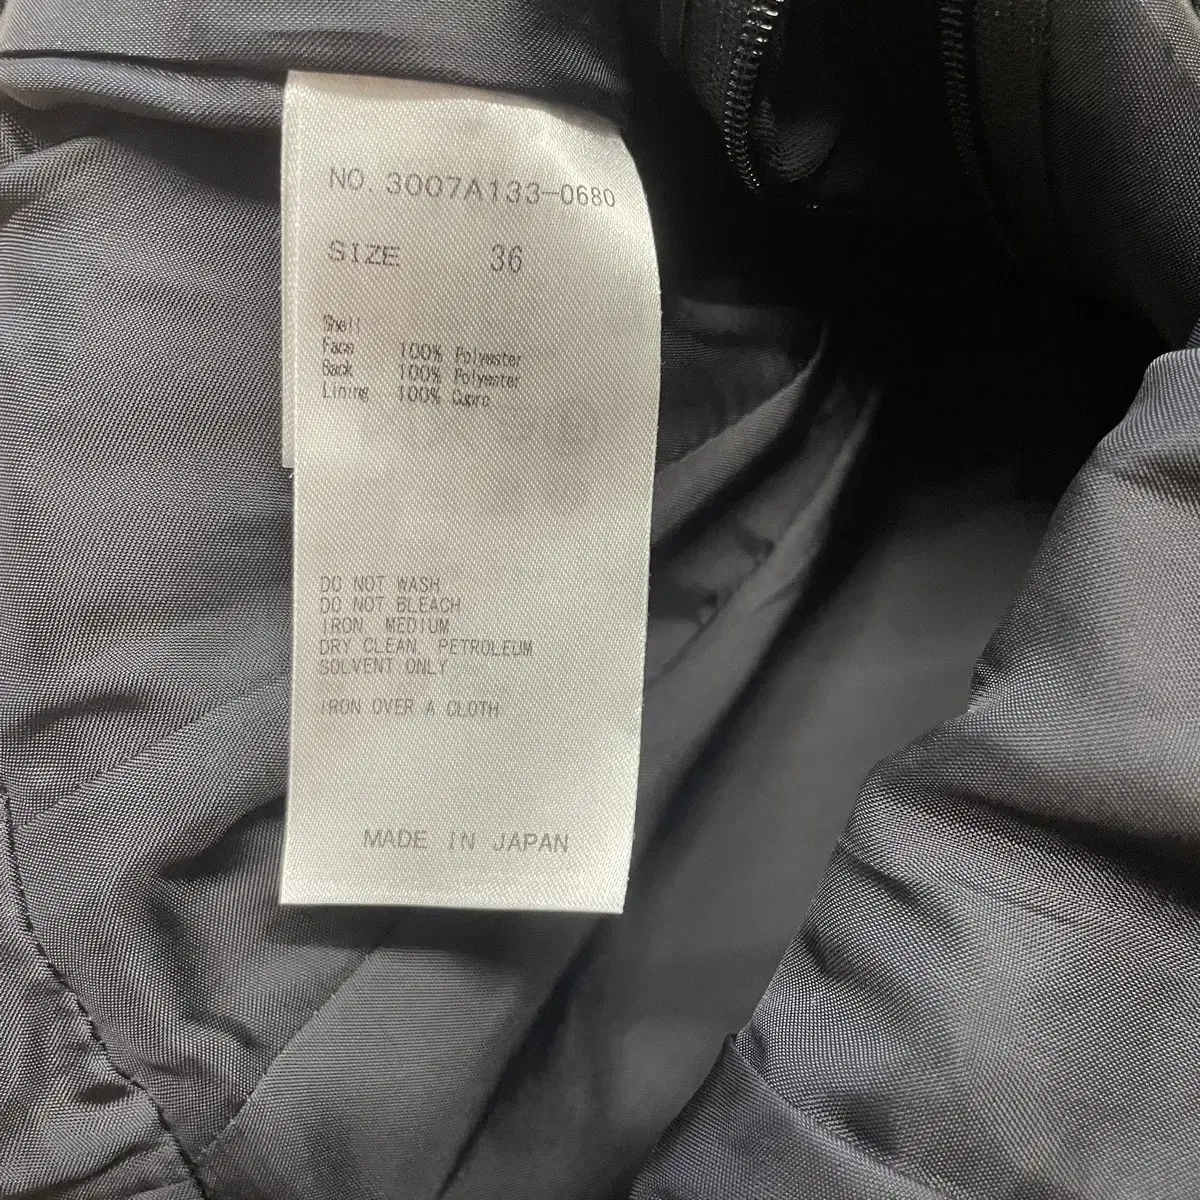 NO. 3007A133-0680
SIZE 36
Shell
Face 100% Polyester
Back 100% Polyester
Lining 100% Cupra
DO NOT WASH
DO NOT BLEACH
IRON MEDIUM
DRY CLEAN PETROLEUM
SOLVENT ONLY
IRON OVER A CLOTH
MADE IN JAPAN